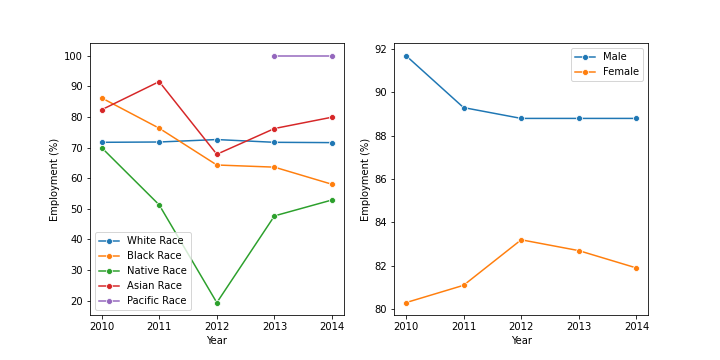 100
90
80
70
60
50
40
30
20
Employment (%)
2010 2011 2012 2013 2014
Year
White Race
Black Race
Native Race
Asian Race
Pacific Race
92
90
88
86
84
82
80
Employment (%)
2010 2011 2012 2013 2014
Year
Male
Female